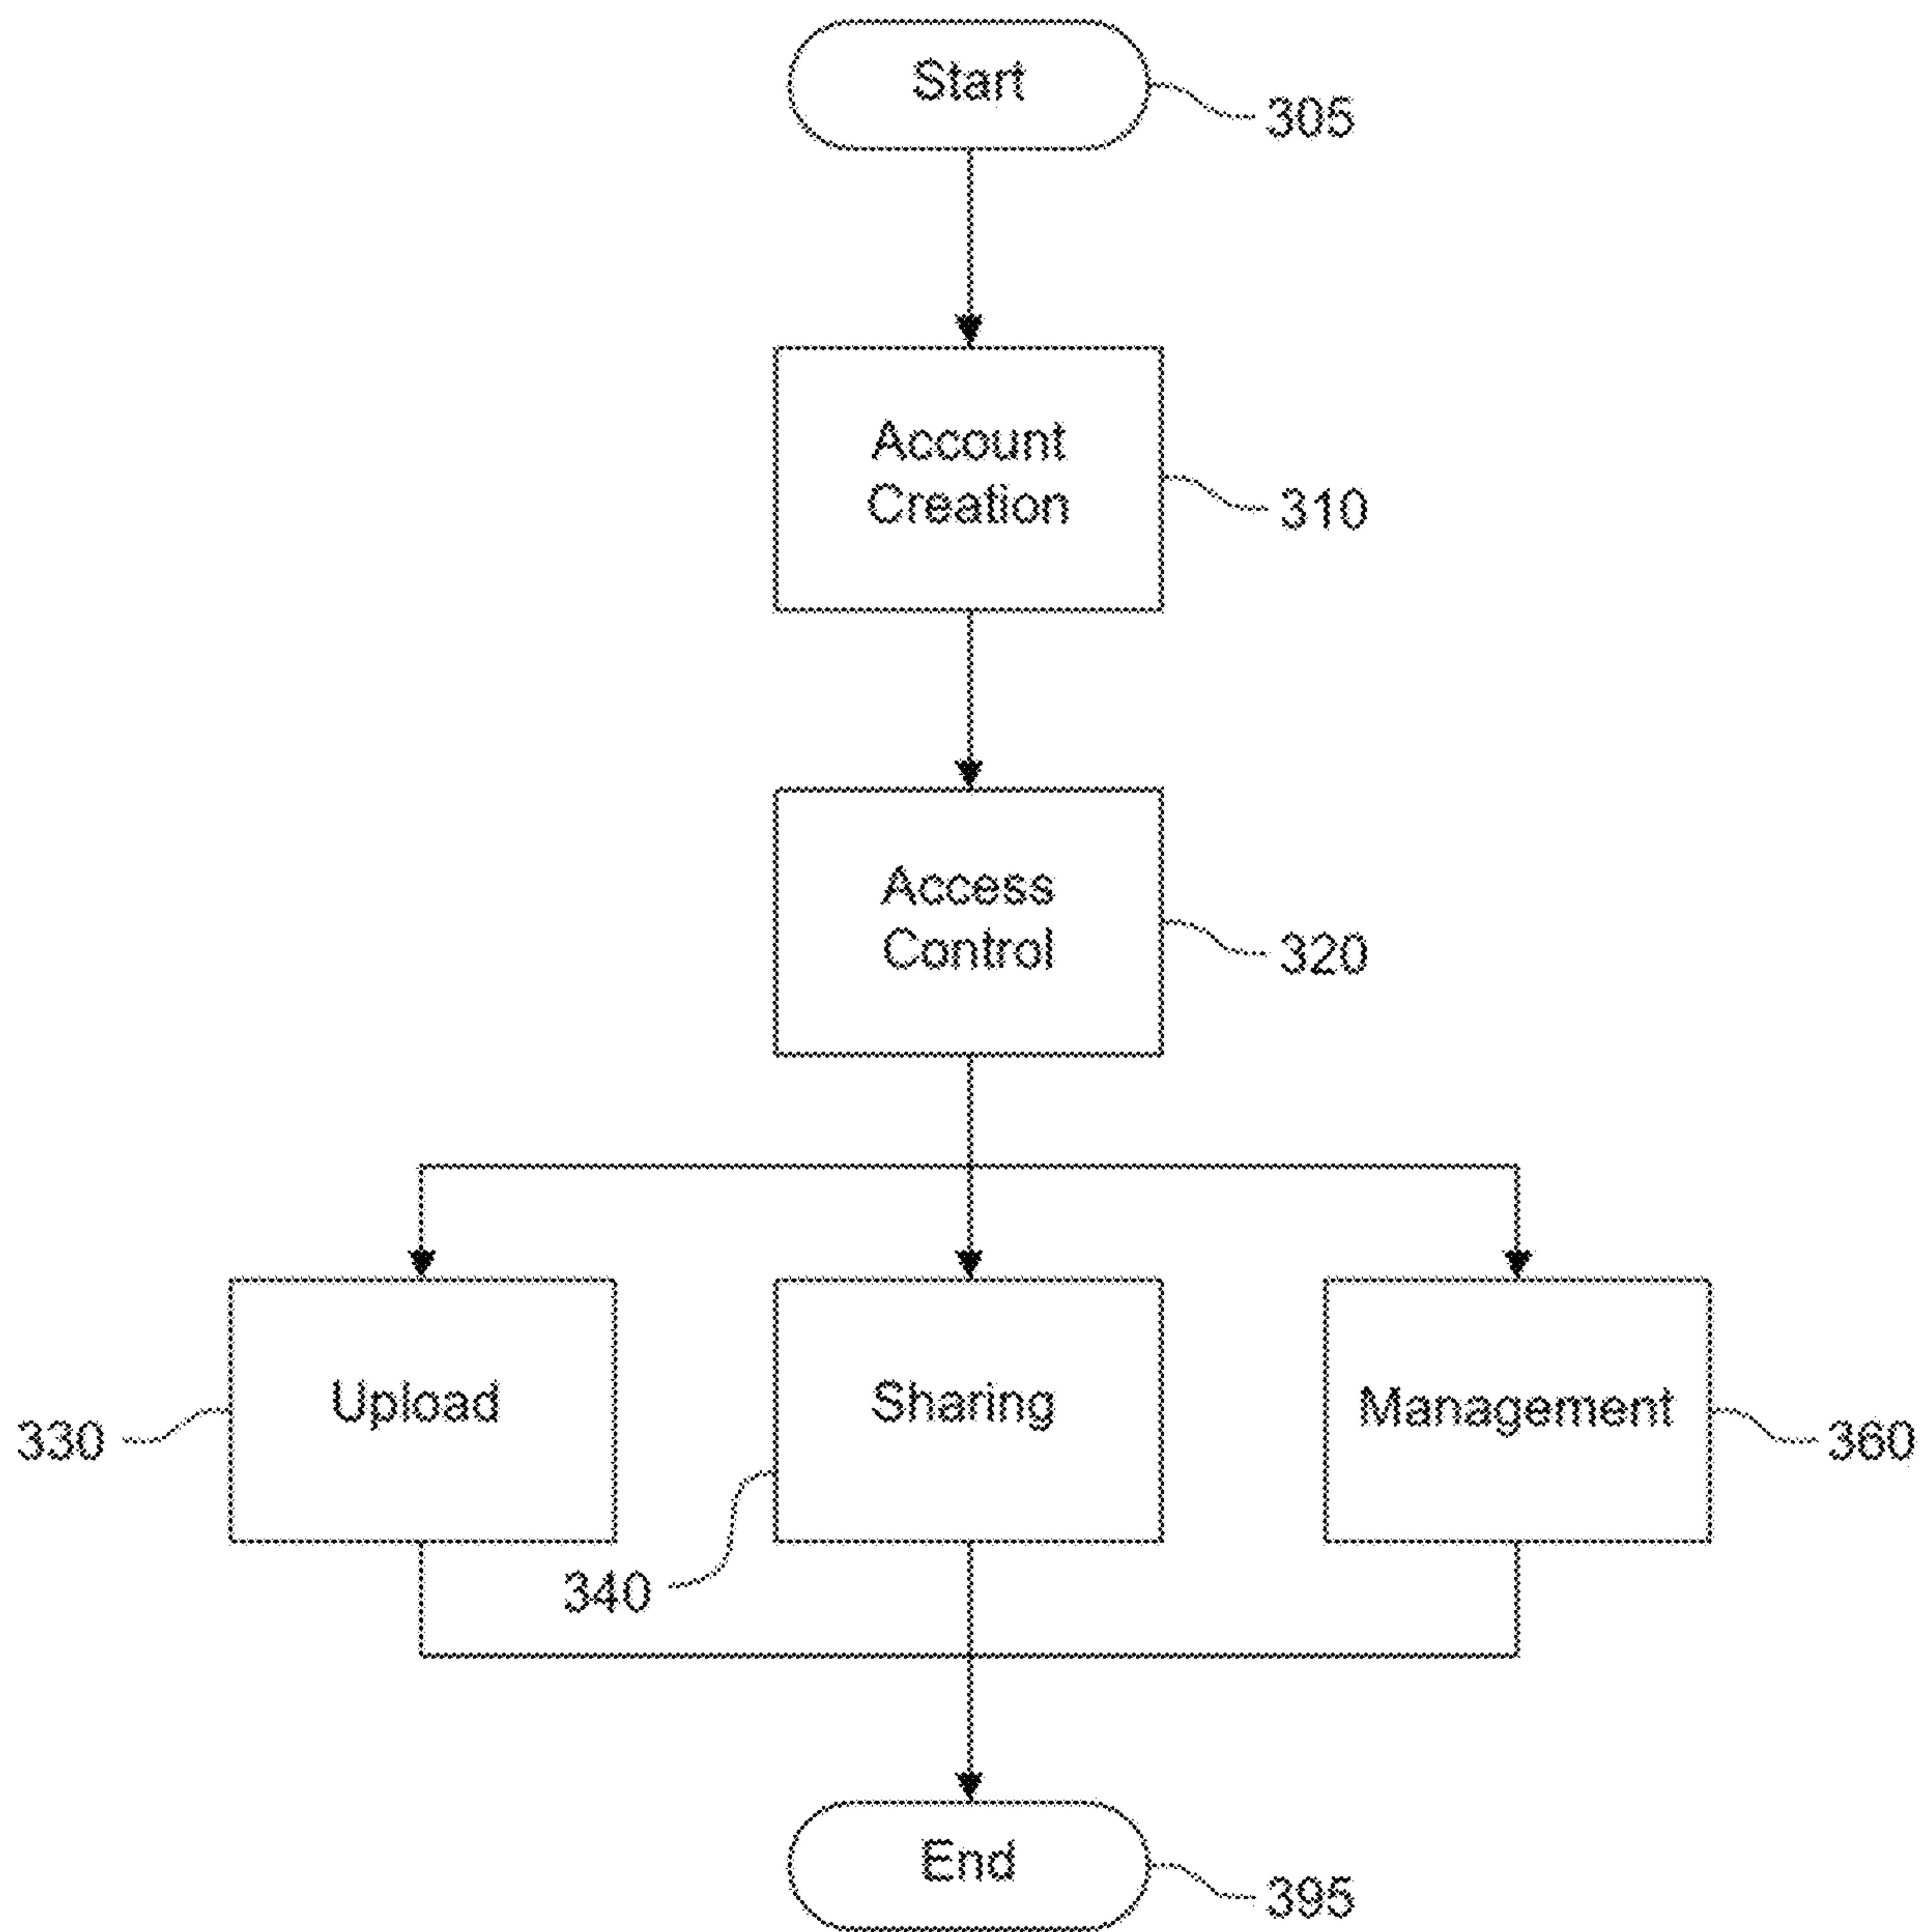 Start
305
Account
Creation
310
Access
Control
320
Upload
Sharing
Management
330
360
340
End
395